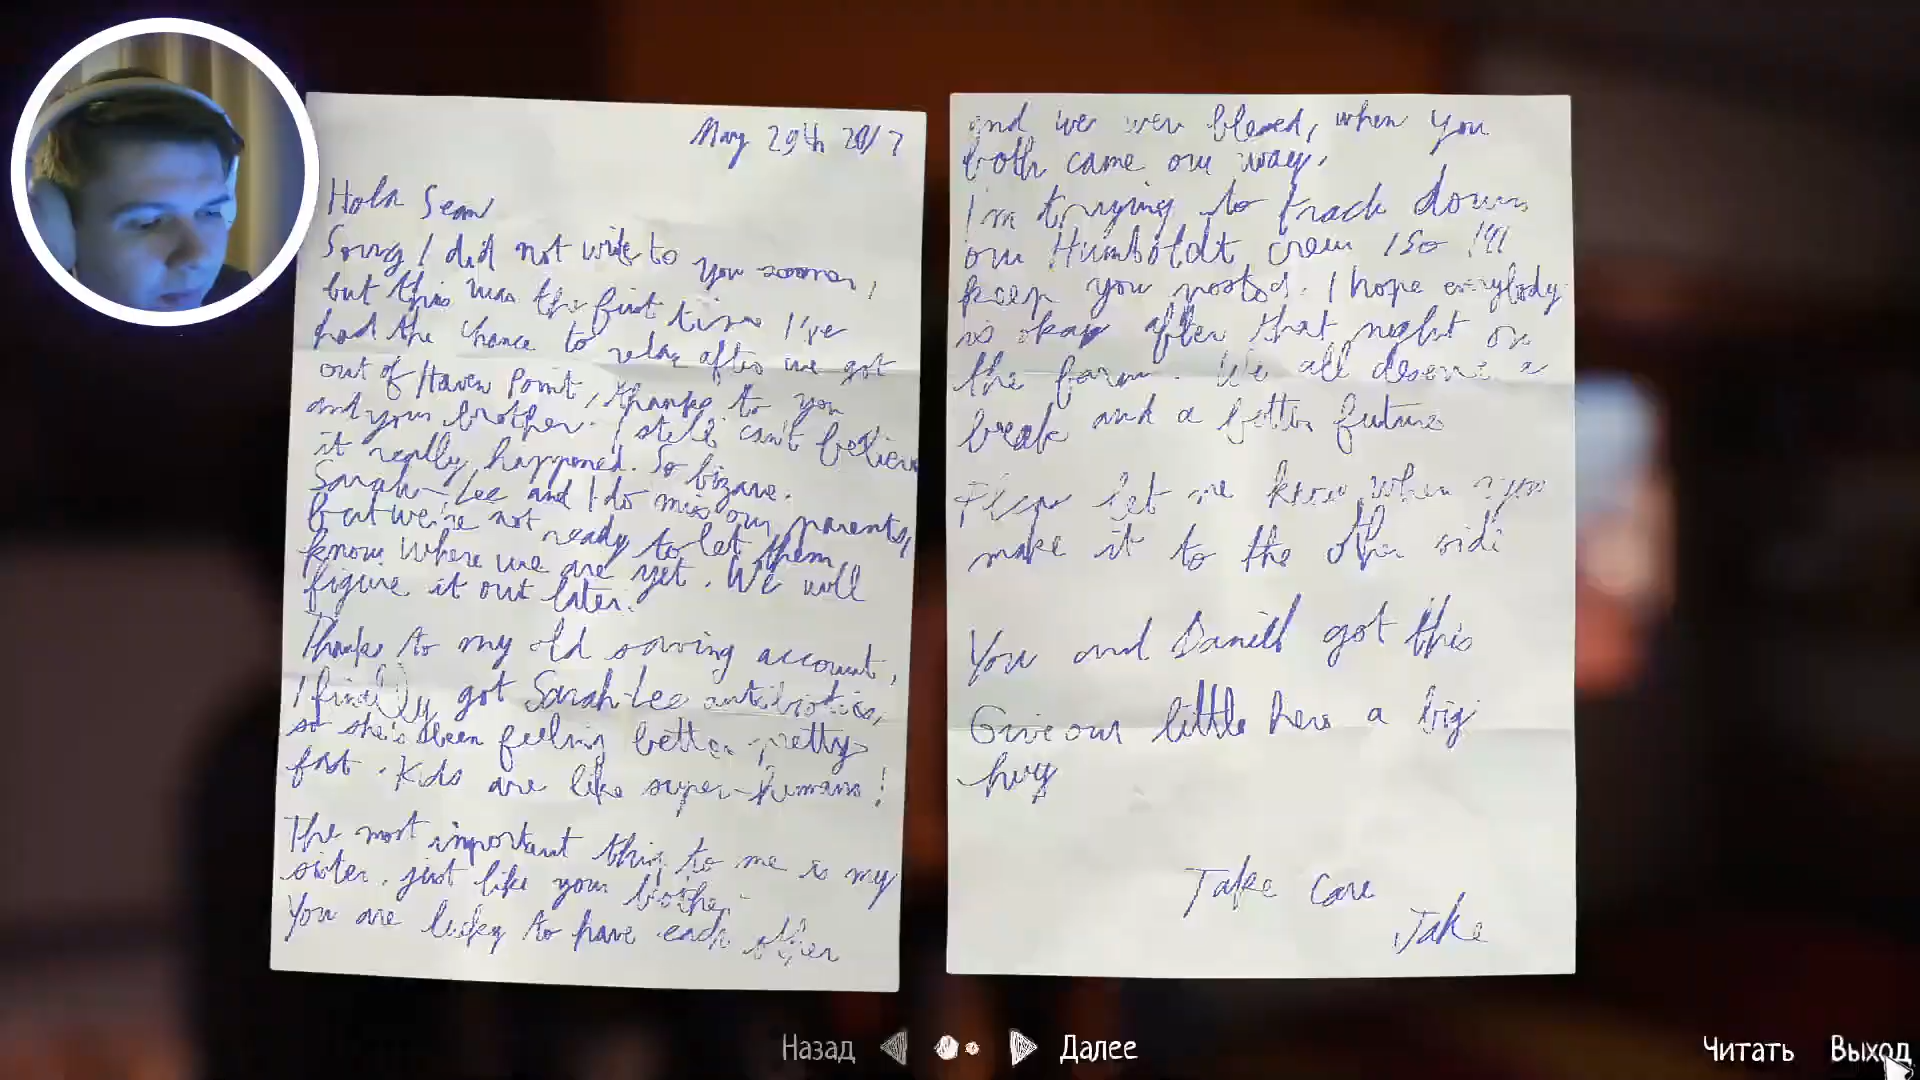 May 29th 2017
Hola Sean
Sorry I did not write to you sooner,
but this was the first time I've
had the chance to relax after we got
out of Haven Point, thanks to you
and your brother. I still can't believe
it really happened. So bizare.
Sarah-Lee and I do miss our parents,
but we're not ready to let them
know where we are yet. We will
figure it out later.
Thanks to my old saving account,
I finally got Sarah-Lee antibiotics,
so she's been feeling better pretty
fast. Kids are like super-humans!
The most important thing to me is my
sister, just like your brother.
You are lucky to have each other
and we were blessed, when you
both came our way.
I'm trying to track down
our Humboldt crew, so I'll
keep you posted. I hope everybody
is okay after that night on
the farm. We all deserve a
break and a better future
Please let me know when you
make it to the other side
You and Daniel got this
Give our little hero a big
hug
Take Care
Jake
Назад Далее
Читать Выход